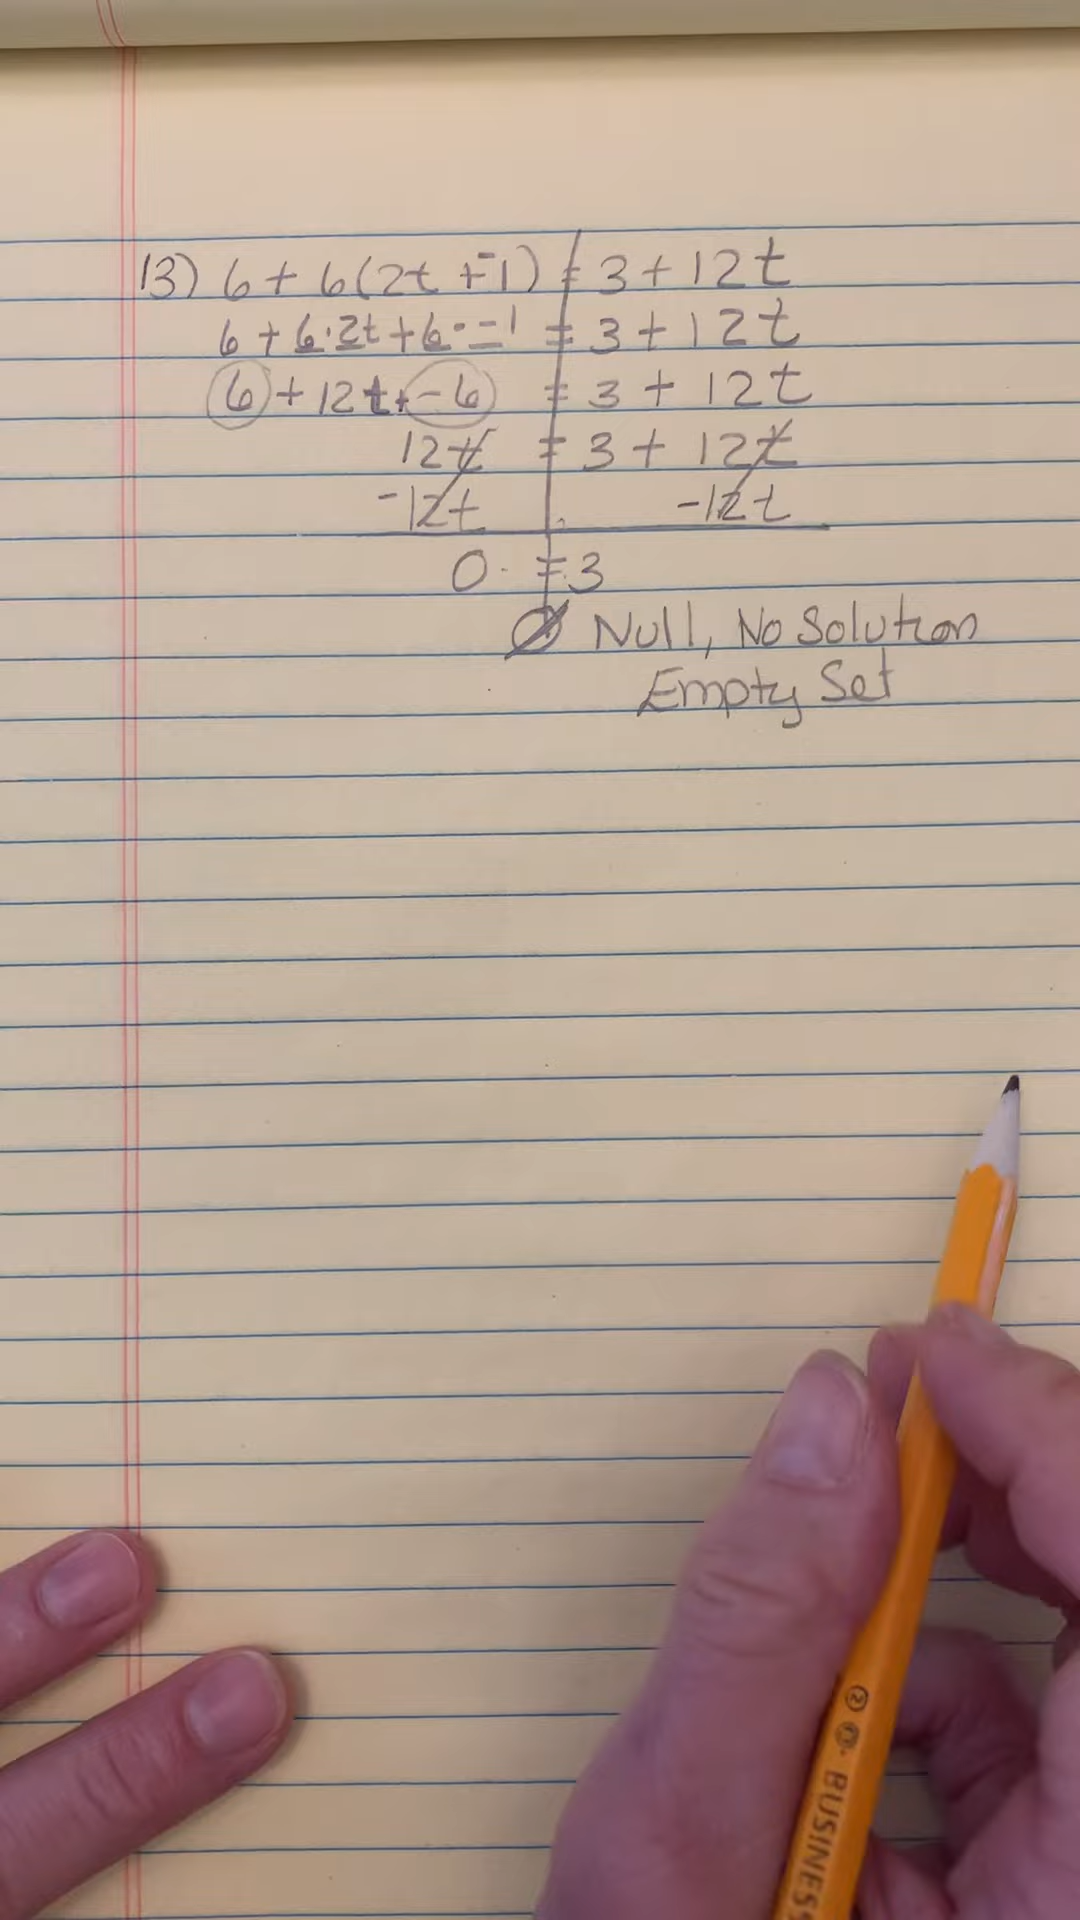 13) 6 + 6(2t + -1) = 3 + 12t
6 + 6·2t + 6·-1 = 3 + 12t
6 + 12t + -6 = 3 + 12t
12t = 3 + 12t
-12t -12t
0 = 3
∅ Null, No Solution
Empty Set
2 BUSINESS